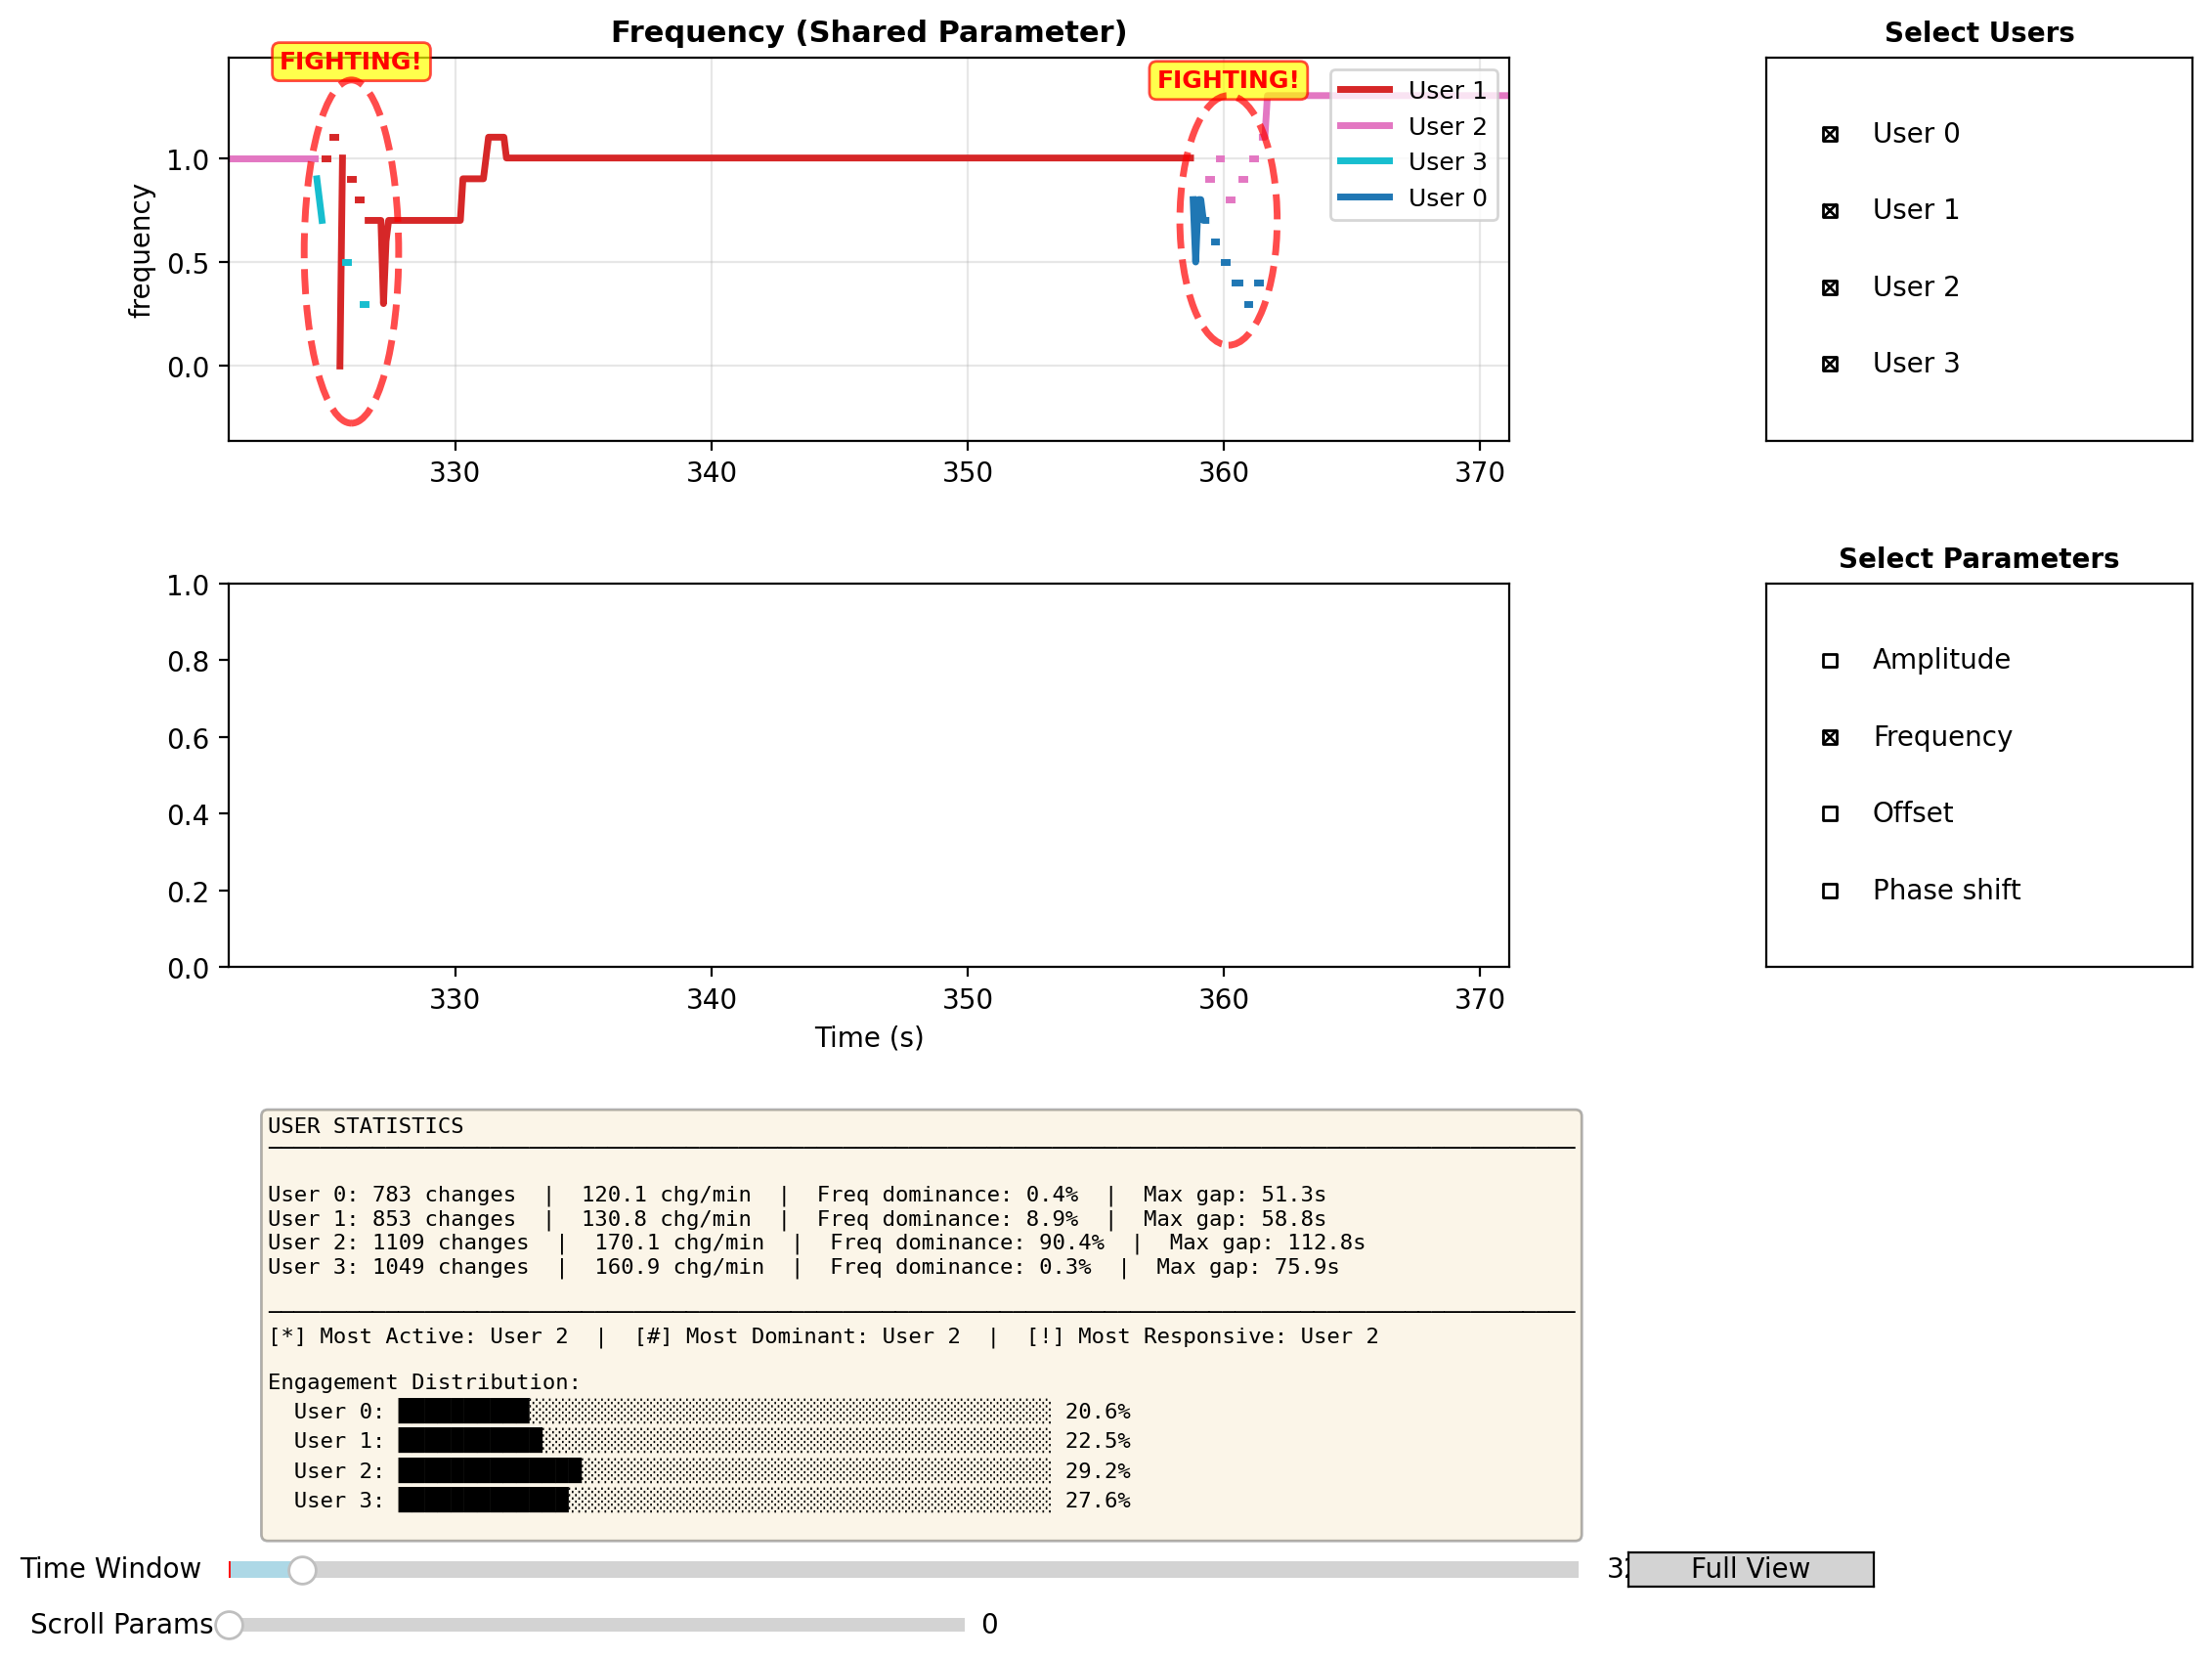 Frequency (Shared Parameter)
FIGHTING!
FIGHTING!
User 1
User 2
User 3
User 0
frequency
1.0
0.5
0.0
330 340 350 360 370
Select Users
User 0
User 1
User 2
User 3
1.0
0.8
0.6
0.4
0.2
0.0
330 340 350 360 370
Time (s)
Select Parameters
Amplitude
Frequency
Offset
Phase shift
USER STATISTICS
User 0: 783 changes | 120.1 chg/min | Freq dominance: 0.4% | Max gap: 51.3s
User 1: 853 changes | 130.8 chg/min | Freq dominance: 8.9% | Max gap: 58.8s
User 2: 1109 changes | 170.1 chg/min | Freq dominance: 90.4% | Max gap: 112.8s
User 3: 1049 changes | 160.9 chg/min | Freq dominance: 0.3% | Max gap: 75.9s
[*] Most Active: User 2 | [#] Most Dominant: User 2 | [!] Most Responsive: User 2
Engagement Distribution:
User 0: 20.6%
User 1: 22.5%
User 2: 29.2%
User 3: 27.6%
Time Window
Full View
Scroll Params 0